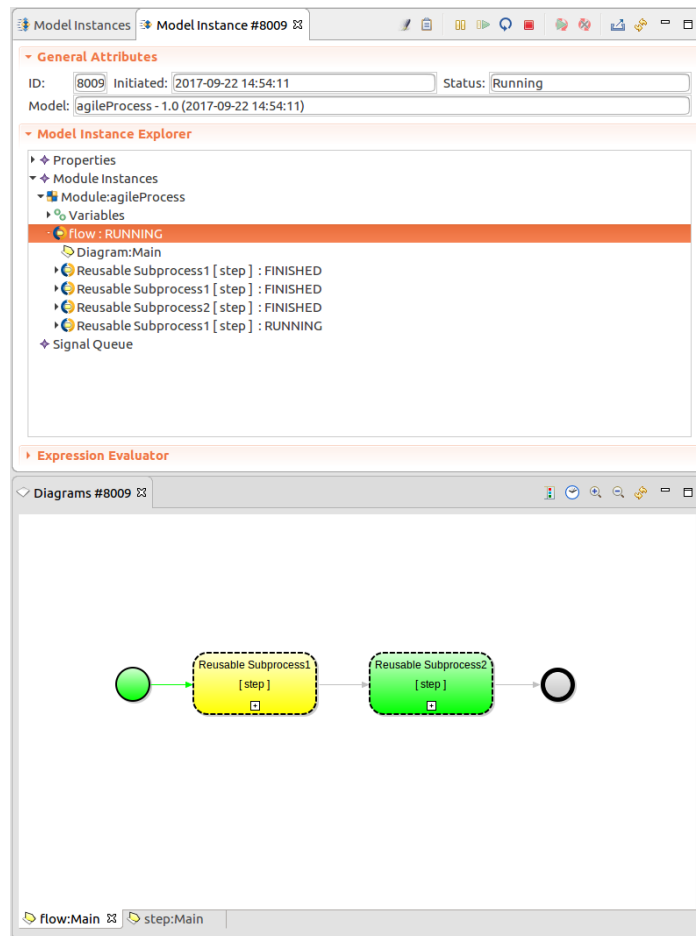 Model Instances Model Instance #8009
General Attributes
ID: 8009 Initiated: 2017-09-22 14:54:11 Status: Running
Model: agileProcess - 1.0 (2017-09-22 14:54:11)
Model Instance Explorer
Properties
Module Instances
Module:agileProcess
Variables
flow : RUNNING
Diagram:Main
Reusable Subprocess1 [ step ] : FINISHED
Reusable Subprocess1 [ step ] : FINISHED
Reusable Subprocess2 [ step ] : FINISHED
Reusable Subprocess1 [ step ] : RUNNING
Signal Queue
Expression Evaluator
Diagrams #8009
Reusable Subprocess1 Reusable Subprocess2
[ step ] [ step ]
flow:Main step:Main